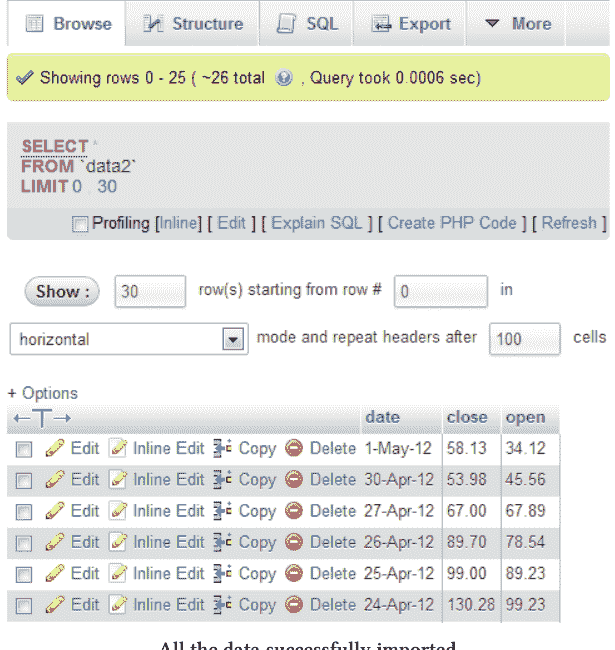 Browse Structure SQL Export More
Showing rows 0 - 25 ( ~26 total , Query took 0.0006 sec)
SELECT *
FROM `data2`
LIMIT 0 , 30
Profiling [Inline] [ Edit ] [ Explain SQL ] [ Create PHP Code ] [ Refresh ]
Show : 30 row(s) starting from row # 0 in
horizontal mode and repeat headers after 100 cells
+ Options
←T→ date close open
Edit Inline Edit Copy Delete 1-May-12 58.13 34.12
Edit Inline Edit Copy Delete 30-Apr-12 53.98 45.56
Edit Inline Edit Copy Delete 27-Apr-12 67.00 67.89
Edit Inline Edit Copy Delete 26-Apr-12 89.70 78.54
Edit Inline Edit Copy Delete 25-Apr-12 99.00 89.23
Edit Inline Edit Copy Delete 24-Apr-12 130.28 99.23
All the data successfully imported